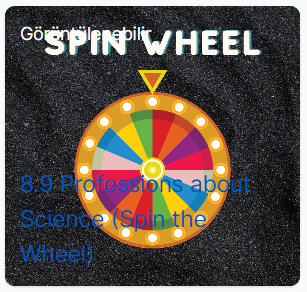 Görüntülenebilir
SPIN WHEEL
8.9 Professions about
Science (Spin the
Wheel)